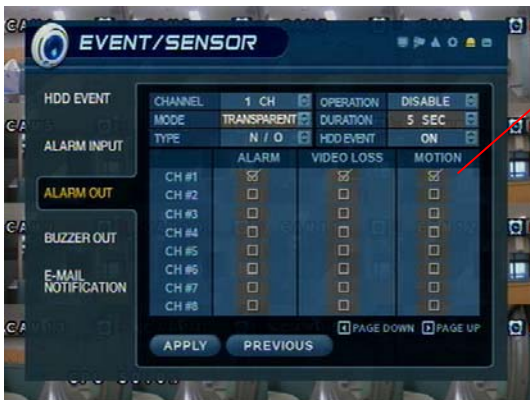 EVENT/SENSOR
HDD EVENT
ALARM INPUT
ALARM OUT
BUZZER OUT
E-MAIL
NOTIFICATION
CHANNEL 1 CH OPERATION DISABLE
MODE TRANSPARENT DURATION 5 SEC
TYPE N / O HDD EVENT ON
ALARM VIDEO LOSS MOTION
CH #1
CH #2
CH #3
CH #4
CH #5
CH #6
CH #7
CH #8
PAGE DOWN PAGE UP
APPLY PREVIOUS